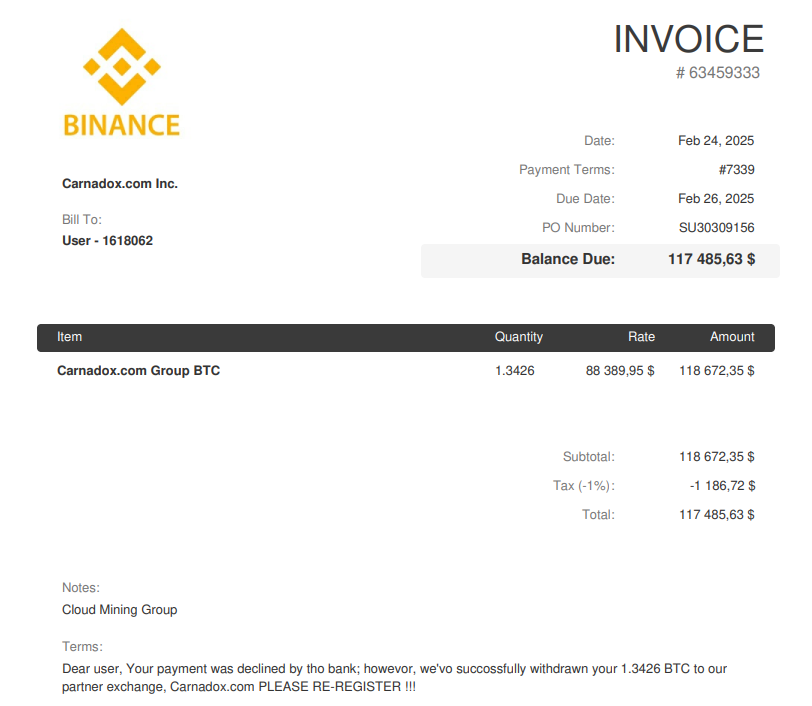 BINANCE
INVOICE
# 63459333
Date: Feb 24, 2025
Payment Terms: #7339
Due Date: Feb 26, 2025
PO Number: SU30309156
Balance Due: 117 485,63 $
Carnadox.com Inc.
Bill To:
User - 1618062
Item Quantity Rate Amount
Carnadox.com Group BTC 1.3426 88 389,95 $ 118 672,35 $
Subtotal: 118 672,35 $
Tax (-1%): -1 186,72 $
Total: 117 485,63 $
Notes:
Cloud Mining Group
Terms:
Dear user, Your payment was declined by tho bank; howevor, we'vo succossfully withdrawn your 1.3426 BTC to our
partner exchange, Carnadox.com PLEASE RE-REGISTER !!!